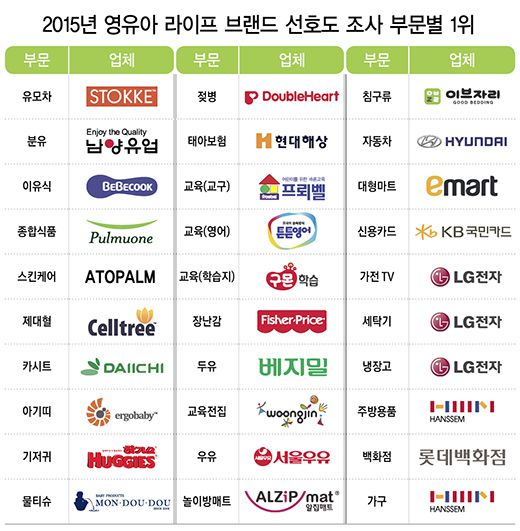 2015년 영유아 라이프 브랜드 선호도 조사 부문별 1위
부문 업체 부문 업체 부문 업체
유모차 STOKKE 젖병 DoubleHeart 침구류 이브자리 GOOD BEDDING
분유 Enjoy the Quality 남양유업 태아보험 현대해상 자동차 HYUNDAI
이유식 BeBecook 교육(교구) 프뢰벨 대형마트 emart
종합식품 Pulmuone 교육(영어) 튼튼영어 신용카드 KB국민카드
스킨케어 ATOPALM 교육(학습지) 구몬학습 가전TV LG전자
제대혈 Celltree 장난감 Fisher-Price 세탁기 LG전자
카시트 DAIICHI 두유 베지밀 냉장고 LG전자
아기띠 ergobaby 교육전집 woongjin 주방용품 HANSSEM
기저귀 하기스 HUGGIES 우유 서울우유 백화점 롯데백화점
물티슈 BABY PRODUCTS MON·DOU·DOU 놀이방매트 ALZiP mat 알집매트 가구 HANSSEM